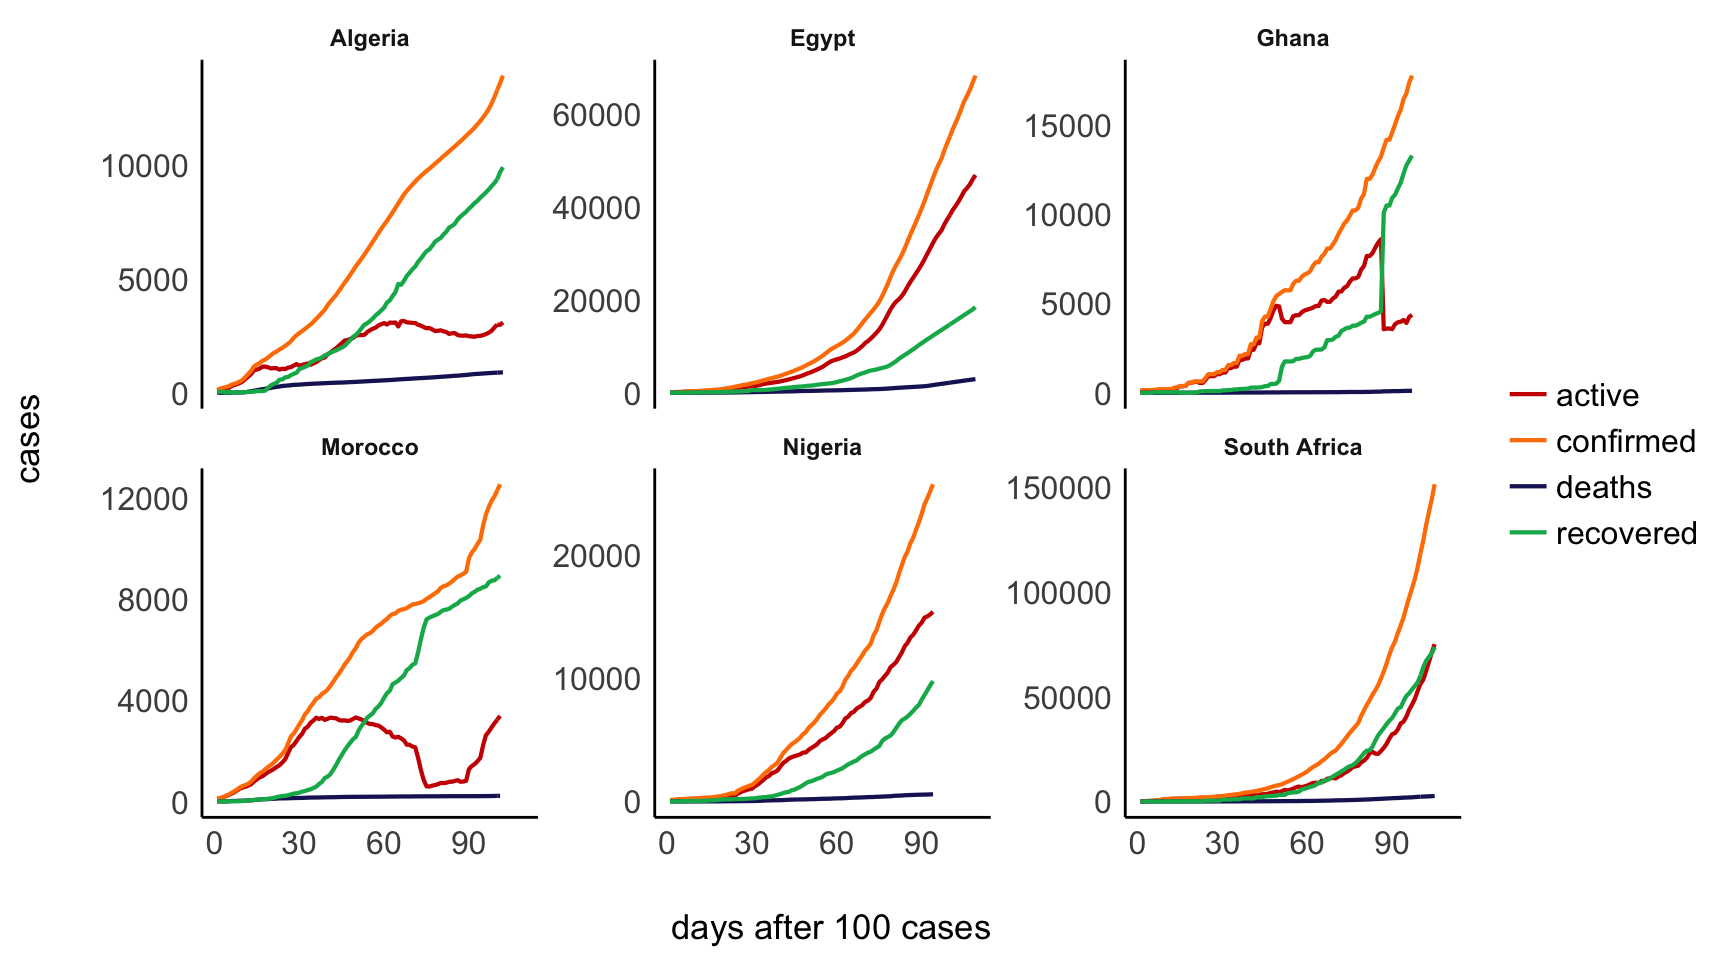 Algeria
Egypt
Ghana
10000
5000
0
60000
40000
20000
0
15000
10000
5000
0
cases
Morocco
Nigeria
South Africa
12000
8000
4000
0
20000
10000
0
150000
100000
50000
0
0 30 60 90
0 30 60 90
0 30 60 90
days after 100 cases
active
confirmed
deaths
recovered